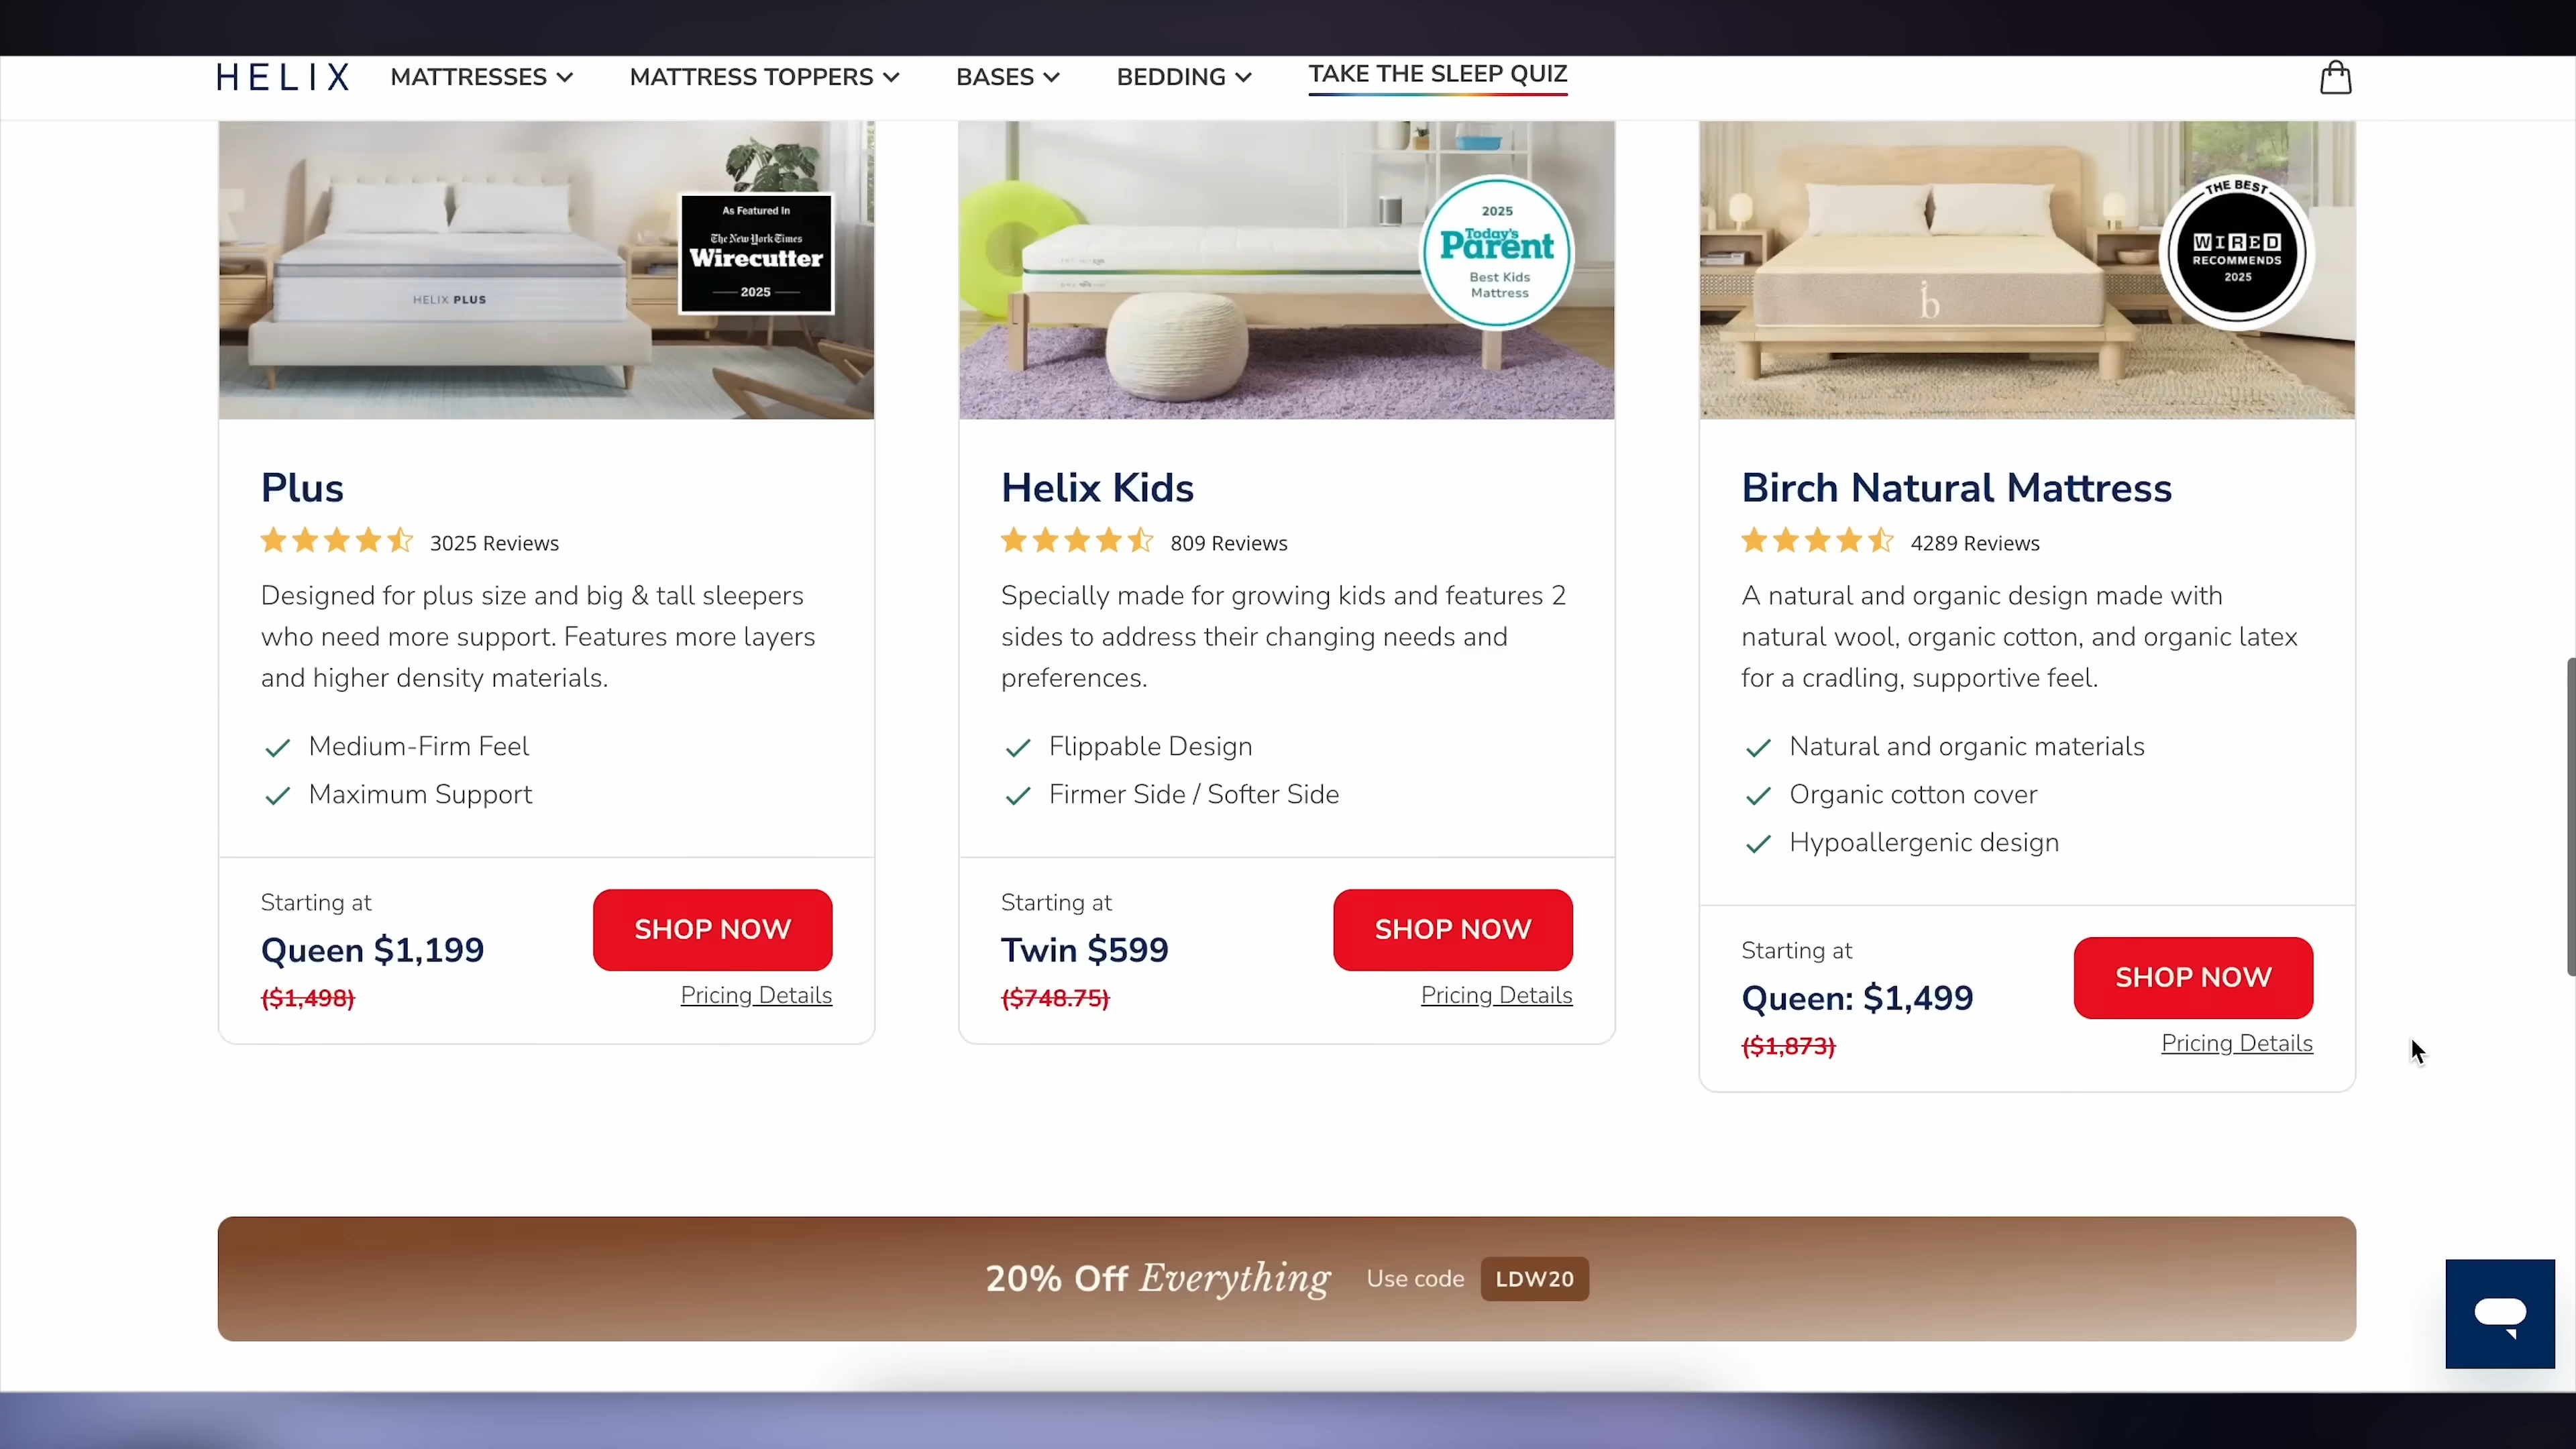 HELIX
MATTRESSES
MATTRESS TOPPERS
BASES
BEDDING
TAKE THE SLEEP QUIZ
As Featured In
The New York Times
Wirecutter
2025
HELIX PLUS
2025
Today's
Parent
Best Kids
Mattress
THE BEST
WIRED
RECOMMENDS
2025
b
Plus
3025 Reviews
Designed for plus size and big & tall sleepers
who need more support. Features more layers
and higher density materials.
Medium-Firm Feel
Maximum Support
Starting at
Queen $1,199
($1,498)
SHOP NOW
Pricing Details
Helix Kids
809 Reviews
Specially made for growing kids and features 2
sides to address their changing needs and
preferences.
Flippable Design
Firmer Side / Softer Side
Starting at
Twin $599
($748.75)
SHOP NOW
Pricing Details
Birch Natural Mattress
4289 Reviews
A natural and organic design made with
natural wool, organic cotton, and organic latex
for a cradling, supportive feel.
Natural and organic materials
Organic cotton cover
Hypoallergenic design
Starting at
Queen: $1,499
($1,873)
SHOP NOW
Pricing Details
20% Off Everything Use code LDW20